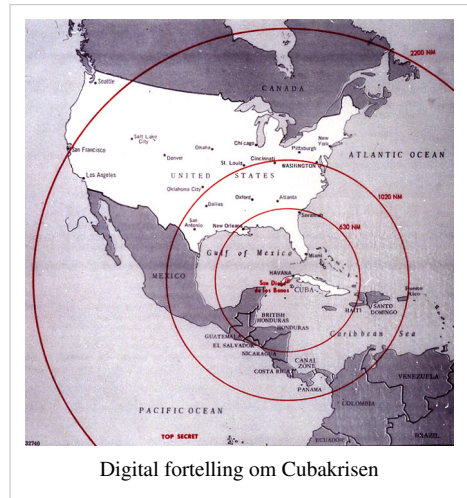 2200 NM
Seattle
CANADA
Salt Lake City
Omaha
Chicago
Pittsburgh
New York
San Francisco
Denver
St. Louis
Cincinnati
WASHINGTON
ATLANTIC OCEAN
UNITED STATES
Los Angeles
Oklahoma City
Oxford
Atlanta
1020 NM
Dallas
Savannah
San Antonio
New Orleans
630 NM
Gulf of Mexico
Miami
MEXICO
HAVANA
San Diego de los Banos
CUBA
HAITI
SANTO DOMINGO
BRITISH HONDURAS
HONDURAS
Caribbean Sea
GUATEMALA
EL SALVADOR
NICARAGUA
COSTA RICA
CANAL ZONE
PANAMA
VENEZUELA
COLOMBIA
PACIFIC OCEAN
TOP SECRET
ECUADOR
32760
Digital fortelling om Cubakrisen